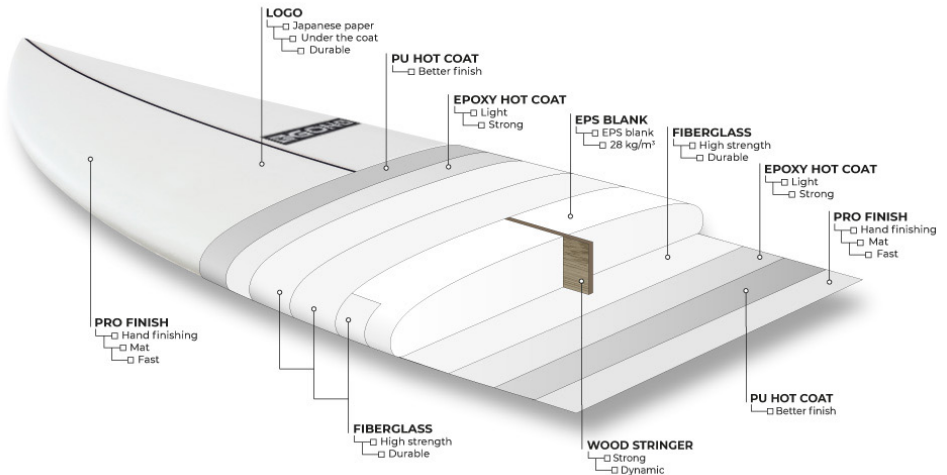 LOGO
Japanese paper
Under the coat
Durable
PU HOT COAT
Better finish
EPOXY HOT COAT
Light
Strong
EPS BLANK
EPS blank
28 kg/m³
FIBERGLASS
High strength
Durable
EPOXY HOT COAT
Light
Strong
PRO FINISH
Hand finishing
Mat
Fast
PRO FINISH
Hand finishing
Mat
Fast
FIBERGLASS
High strength
Durable
WOOD STRINGER
Strong
Dynamic
PU HOT COAT
Better finish